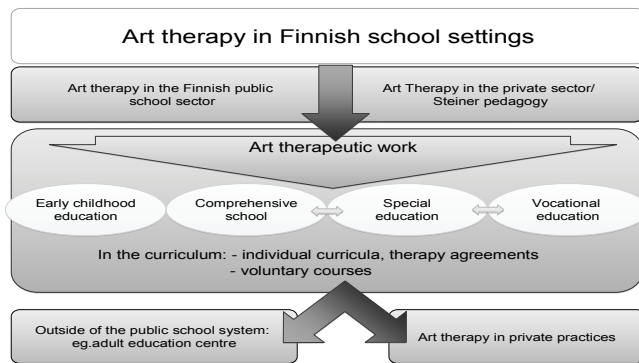 Art therapy in Finnish school settings
Art therapy in the Finnish public
school sector
Art Therapy in the private sector/
Steiner pedagogy
Art therapeutic work
Early childhood
education
Comprehensive
school
Special
education
Vocational
education
In the curriculum: - individual curricula, therapy agreements
- voluntary courses
Outside of the public school system:
eg.adult education centre
Art therapy in private practices